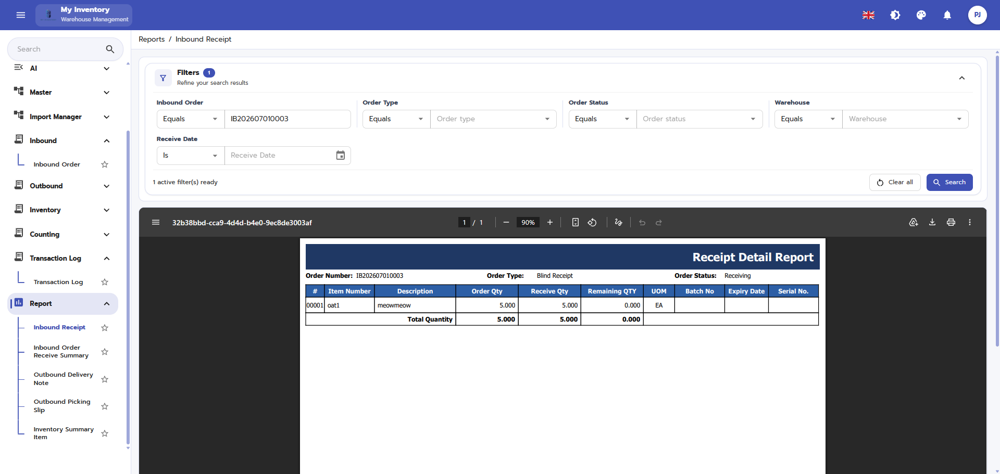 My Inventory
Warehouse Management
PJ
Search
AI
Master
Import Manager
Inbound
Inbound Order
Outbound
Inventory
Counting
Transaction Log
Transaction Log
Report
Inbound Receipt
Inbound Order
Receive Summary
Outbound Delivery
Note
Outbound Picking
Slip
Inventory Summary
Item
Reports / Inbound Receipt
Filters 1
Refine your search results
Inbound Order Order Type Order Status Warehouse
Equals IB202607010003 Equals Order type Equals Order status Equals Warehouse
Receive Date
Is Receive Date
1 active filter(s) ready Clear all Search
32b38bbd-cca9-4d4d-b4e0-9ec8de3003af 1 / 1 90%
Receipt Detail Report
Order Number: IB202607010003 Order Type: Blind Receipt Order Status: Receiving
# Item Number Description Order Qty Receive Qty Remaining QTY UOM Batch No Expiry Date Serial No.
00001 oat1 meowmeow 5.000 5.000 0.000 EA
Total Quantity 5.000 5.000 0.000